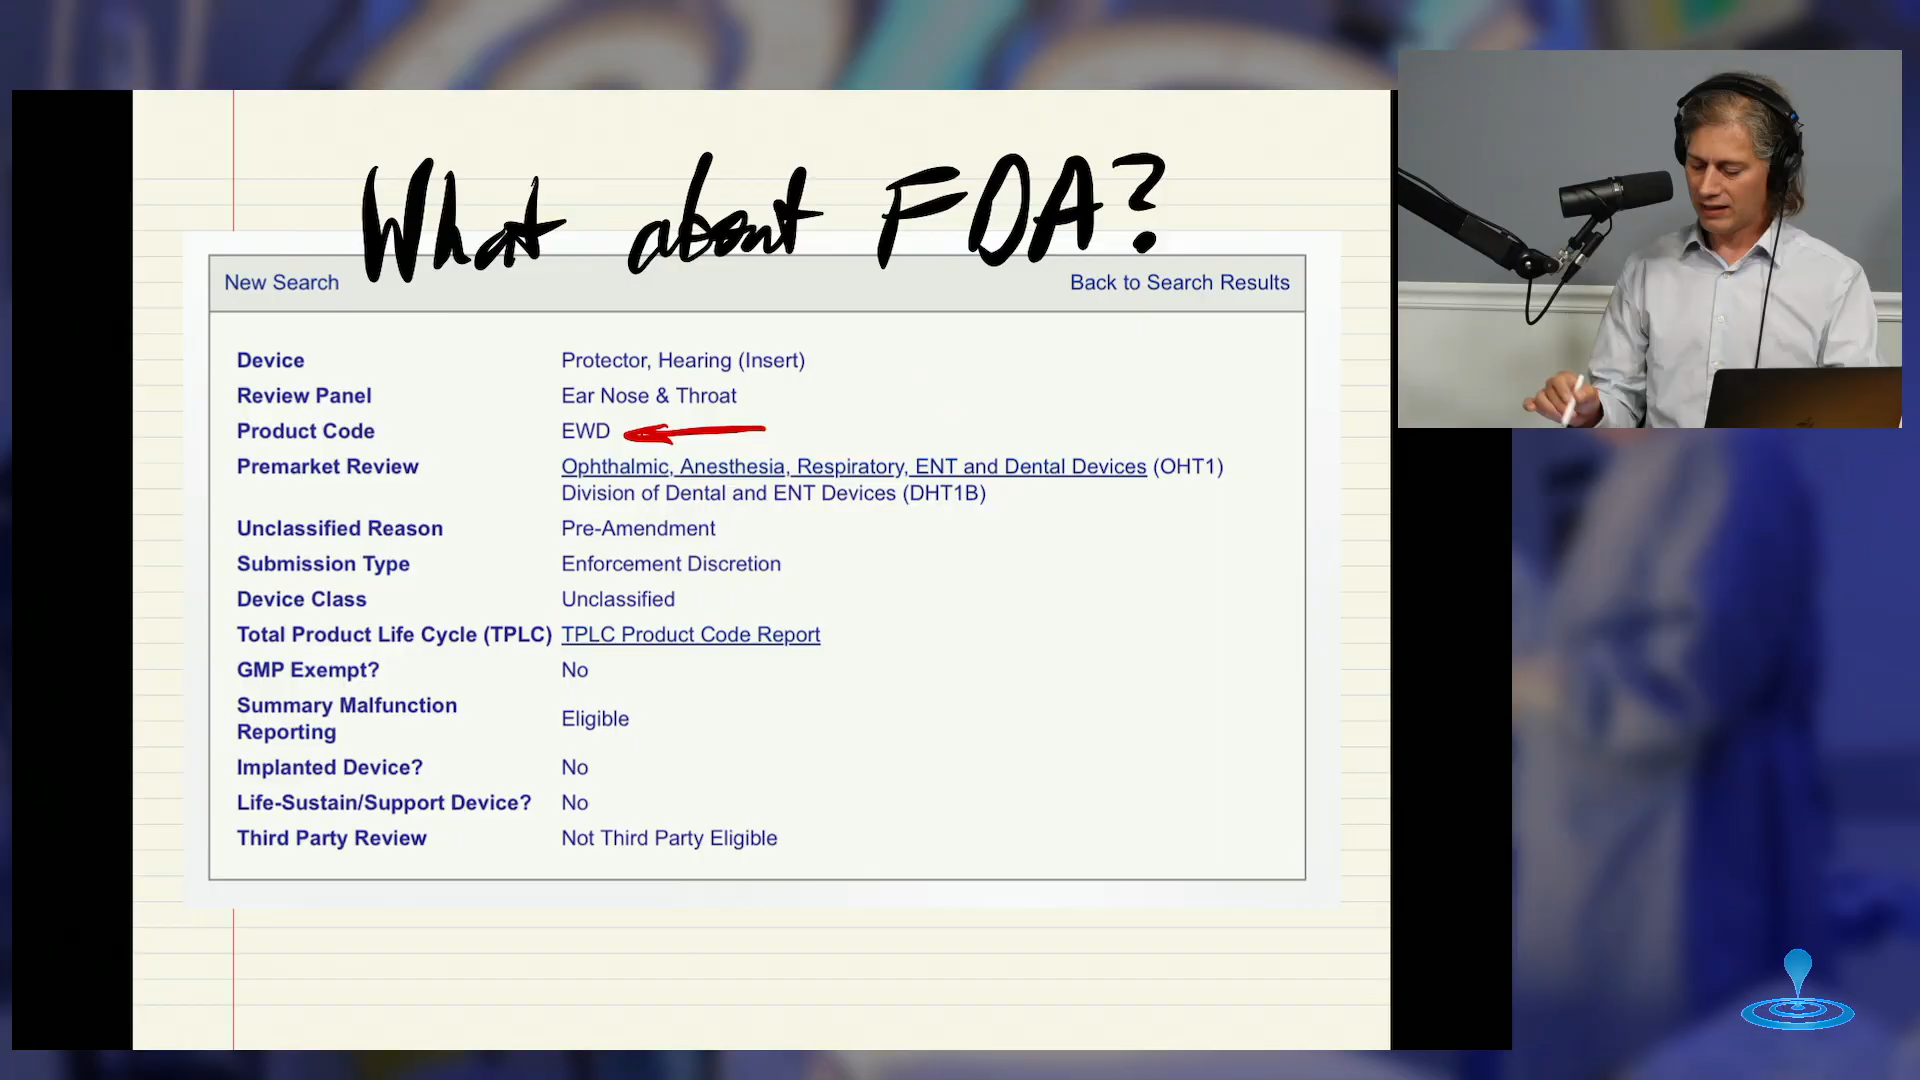 What about FDA?
New Search Back to Search Results
Device Protector, Hearing (Insert)
Review Panel Ear Nose & Throat
Product Code EWD
Premarket Review Ophthalmic, Anesthesia, Respiratory, ENT and Dental Devices (OHT1)
Division of Dental and ENT Devices (DHT1B)
Unclassified Reason Pre-Amendment
Submission Type Enforcement Discretion
Device Class Unclassified
Total Product Life Cycle (TPLC) TPLC Product Code Report
GMP Exempt? No
Summary Malfunction
Reporting Eligible
Implanted Device? No
Life-Sustain/Support Device? No
Third Party Review Not Third Party Eligible